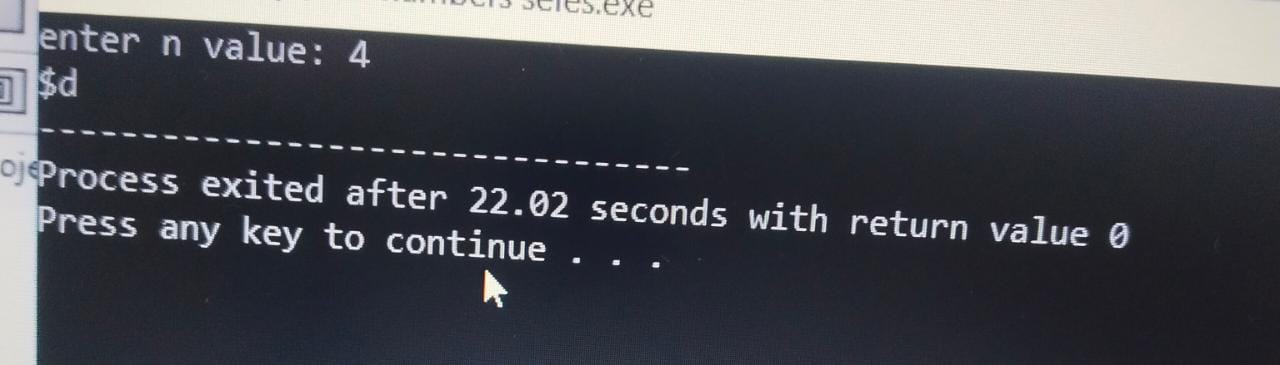 seies.exe
enter n value: 4
$d
--------------------------------
Process exited after 22.02 seconds with return value 0
Press any key to continue . . .